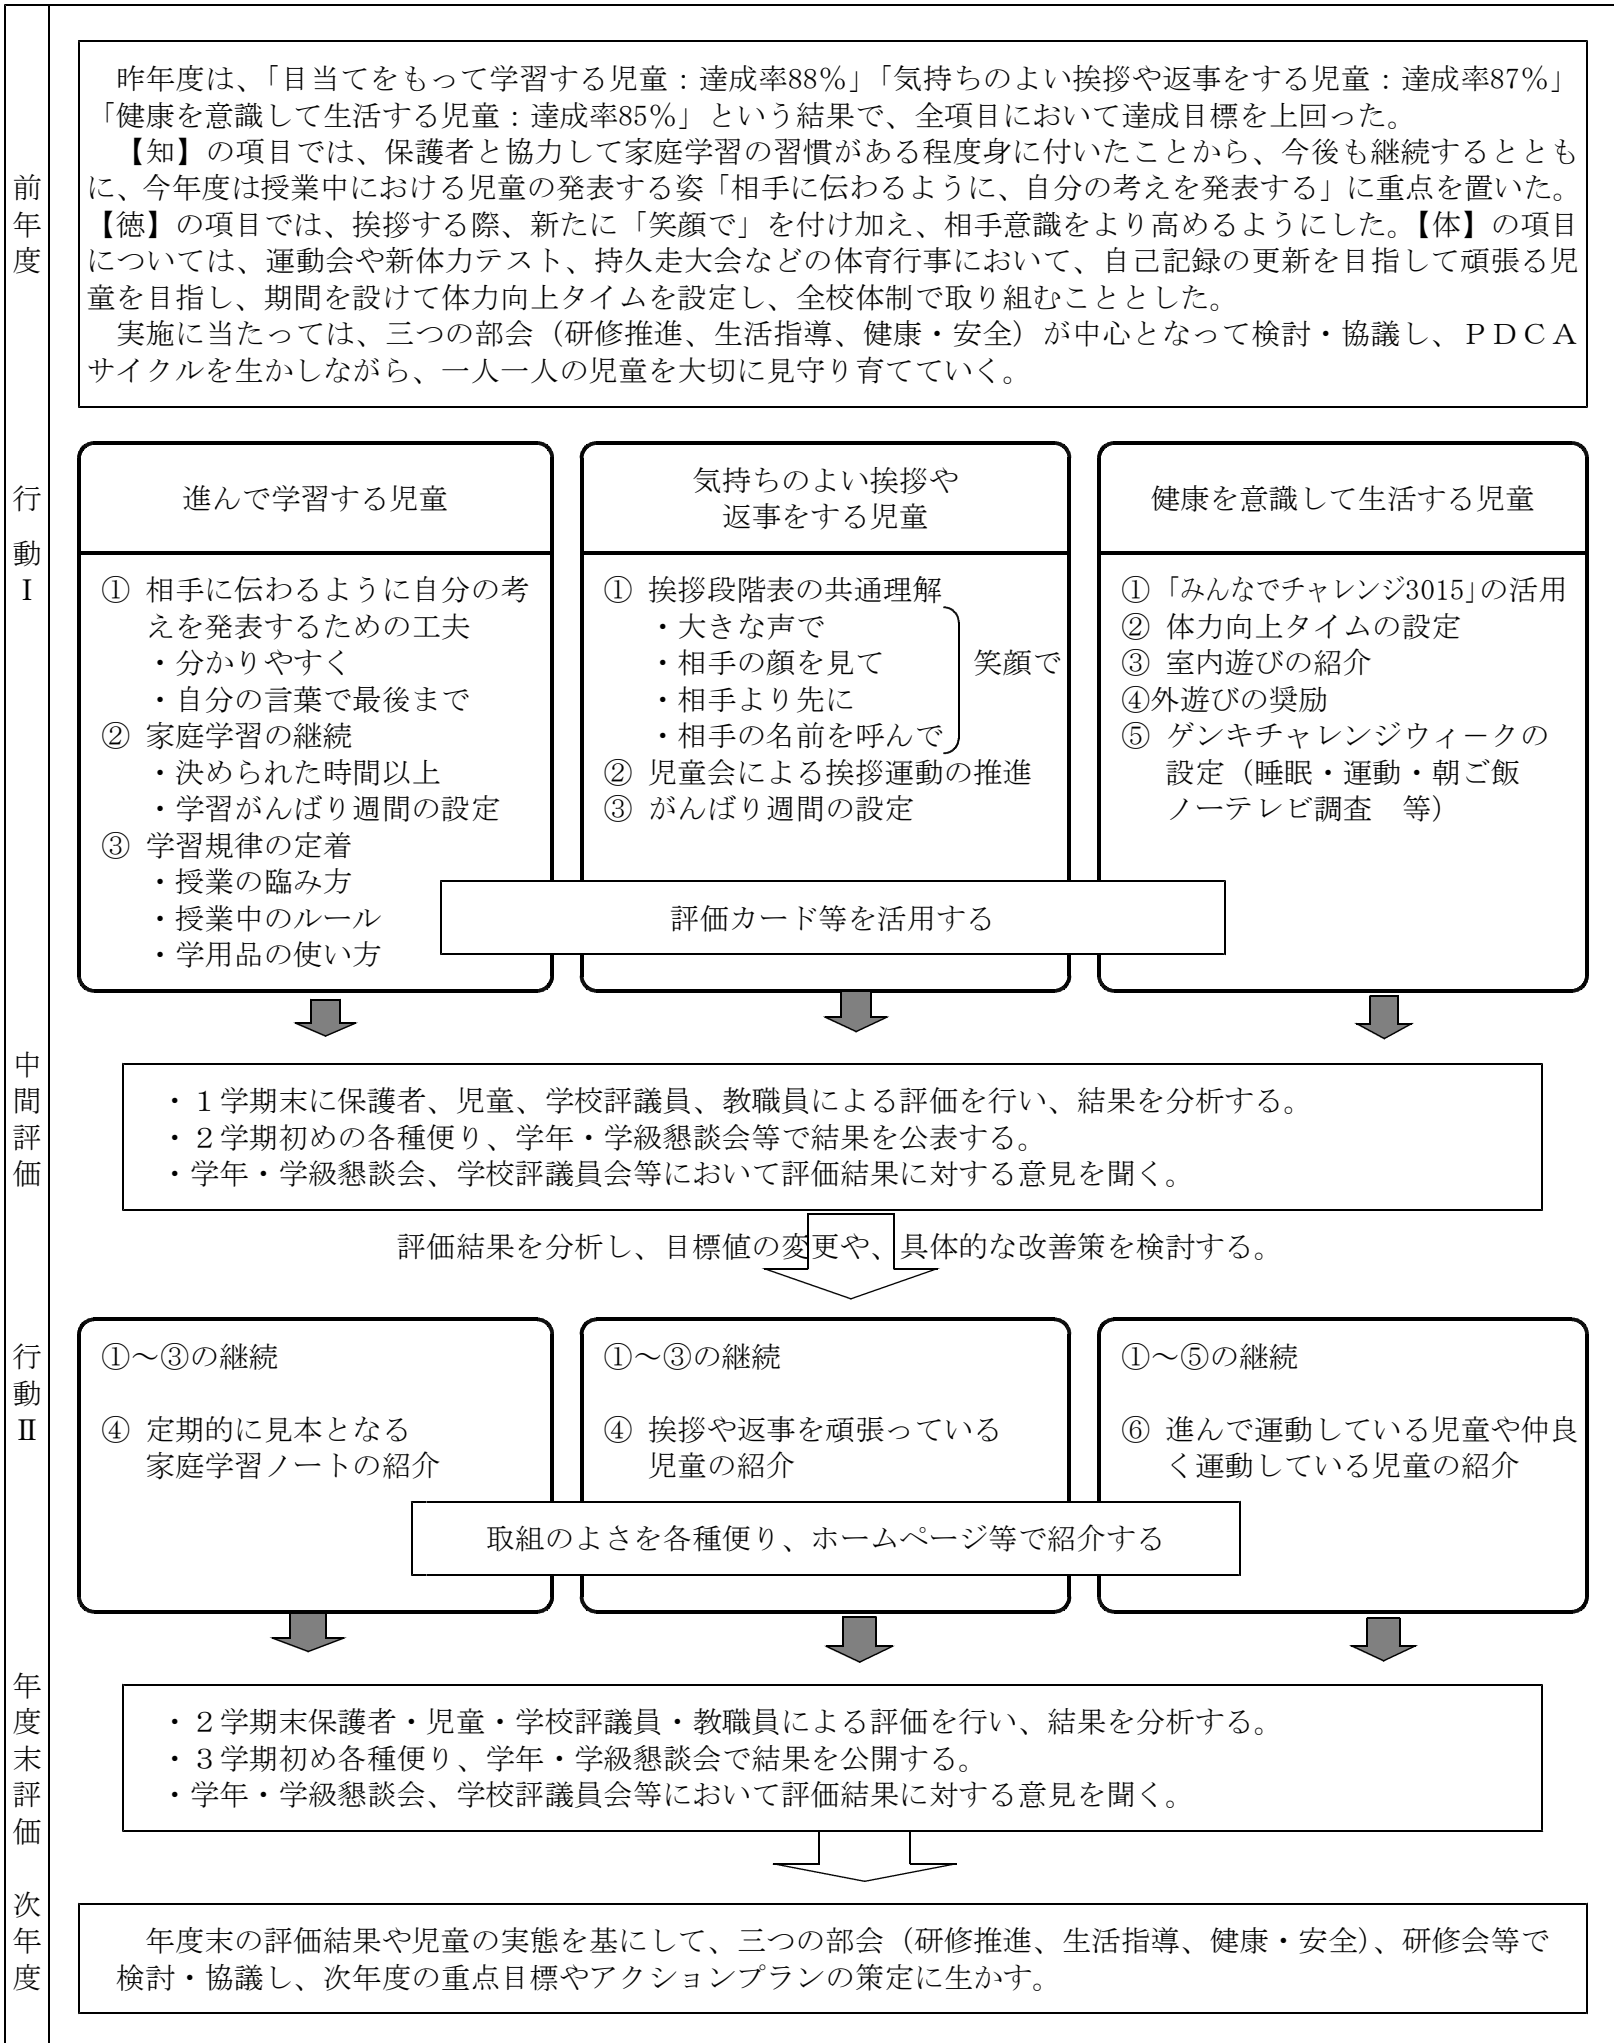 前年度
昨年度は、「目当てをもって学習する児童：達成率88％」「気持ちのよい挨拶や返事をする児童：達成率87％」
「健康を意識して生活する児童：達成率85％」という結果で、全項目において達成目標を上回った。
【知】の項目では、保護者と協力して家庭学習の習慣がある程度身に付いたことから、今後も継続するととも
に、今年度は授業中における児童の発表する姿「相手に伝わるように、自分の考えを発表する」に重点を置いた。
【徳】の項目では、挨拶する際、新たに「笑顔で」を付け加え、相手意識をより高めるようにした。【体】の項目
については、運動会や新体力テスト、持久走大会などの体育行事において、自己記録の更新を目指して頑張る児
童を目指し、期間を設けて体力向上タイムを設定し、全校体制で取り組むこととした。
実施に当たっては、三つの部会（研修推進、生活指導、健康・安全）が中心となって検討・協議し、ＰＤＣＡ
サイクルを生かしながら、一人一人の児童を大切に見守り育てていく。
行動Ⅰ
進んで学習する児童
① 相手に伝わるように自分の考
えを発表するための工夫
・分かりやすく
・自分の言葉で最後まで
② 家庭学習の継続
・決められた時間以上
・学習がんばり週間の設定
③ 学習規律の定着
・授業の臨み方
・授業中のルール
・学用品の使い方
気持ちのよい挨拶や
返事をする児童
① 挨拶段階表の共通理解
・大きな声で
・相手の顔を見て
・相手より先に
・相手の名前を呼んで
笑顔で
② 児童会による挨拶運動の推進
③ がんばり週間の設定
健康を意識して生活する児童
①「みんなでチャレンジ3015」の活用
② 体力向上タイムの設定
③ 室内遊びの紹介
④外遊びの奨励
⑤ ゲンキチャレンジウィークの
設定（睡眠・運動・朝ご飯
ノーテレビ調査　等）
評価カード等を活用する
中間評価
・１学期末に保護者、児童、学校評議員、教職員による評価を行い、結果を分析する。
・２学期初めの各種便り、学年・学級懇談会等で結果を公表する。
・学年・学級懇談会、学校評議員会等において評価結果に対する意見を聞く。
評価結果を分析し、目標値の変更や、具体的な改善策を検討する。
行動Ⅱ
①～③の継続
④ 定期的に見本となる
家庭学習ノートの紹介
①～③の継続
④ 挨拶や返事を頑張っている
児童の紹介
①～⑤の継続
⑥ 進んで運動している児童や仲良
く運動している児童の紹介
取組のよさを各種便り、ホームページ等で紹介する
年度末評価
・２学期末保護者・児童・学校評議員・教職員による評価を行い、結果を分析する。
・３学期初め各種便り、学年・学級懇談会で結果を公開する。
・学年・学級懇談会、学校評議員会等において評価結果に対する意見を聞く。
次年度
年度末の評価結果や児童の実態を基にして、三つの部会（研修推進、生活指導、健康・安全）、研修会等で
検討・協議し、次年度の重点目標やアクションプランの策定に生かす。